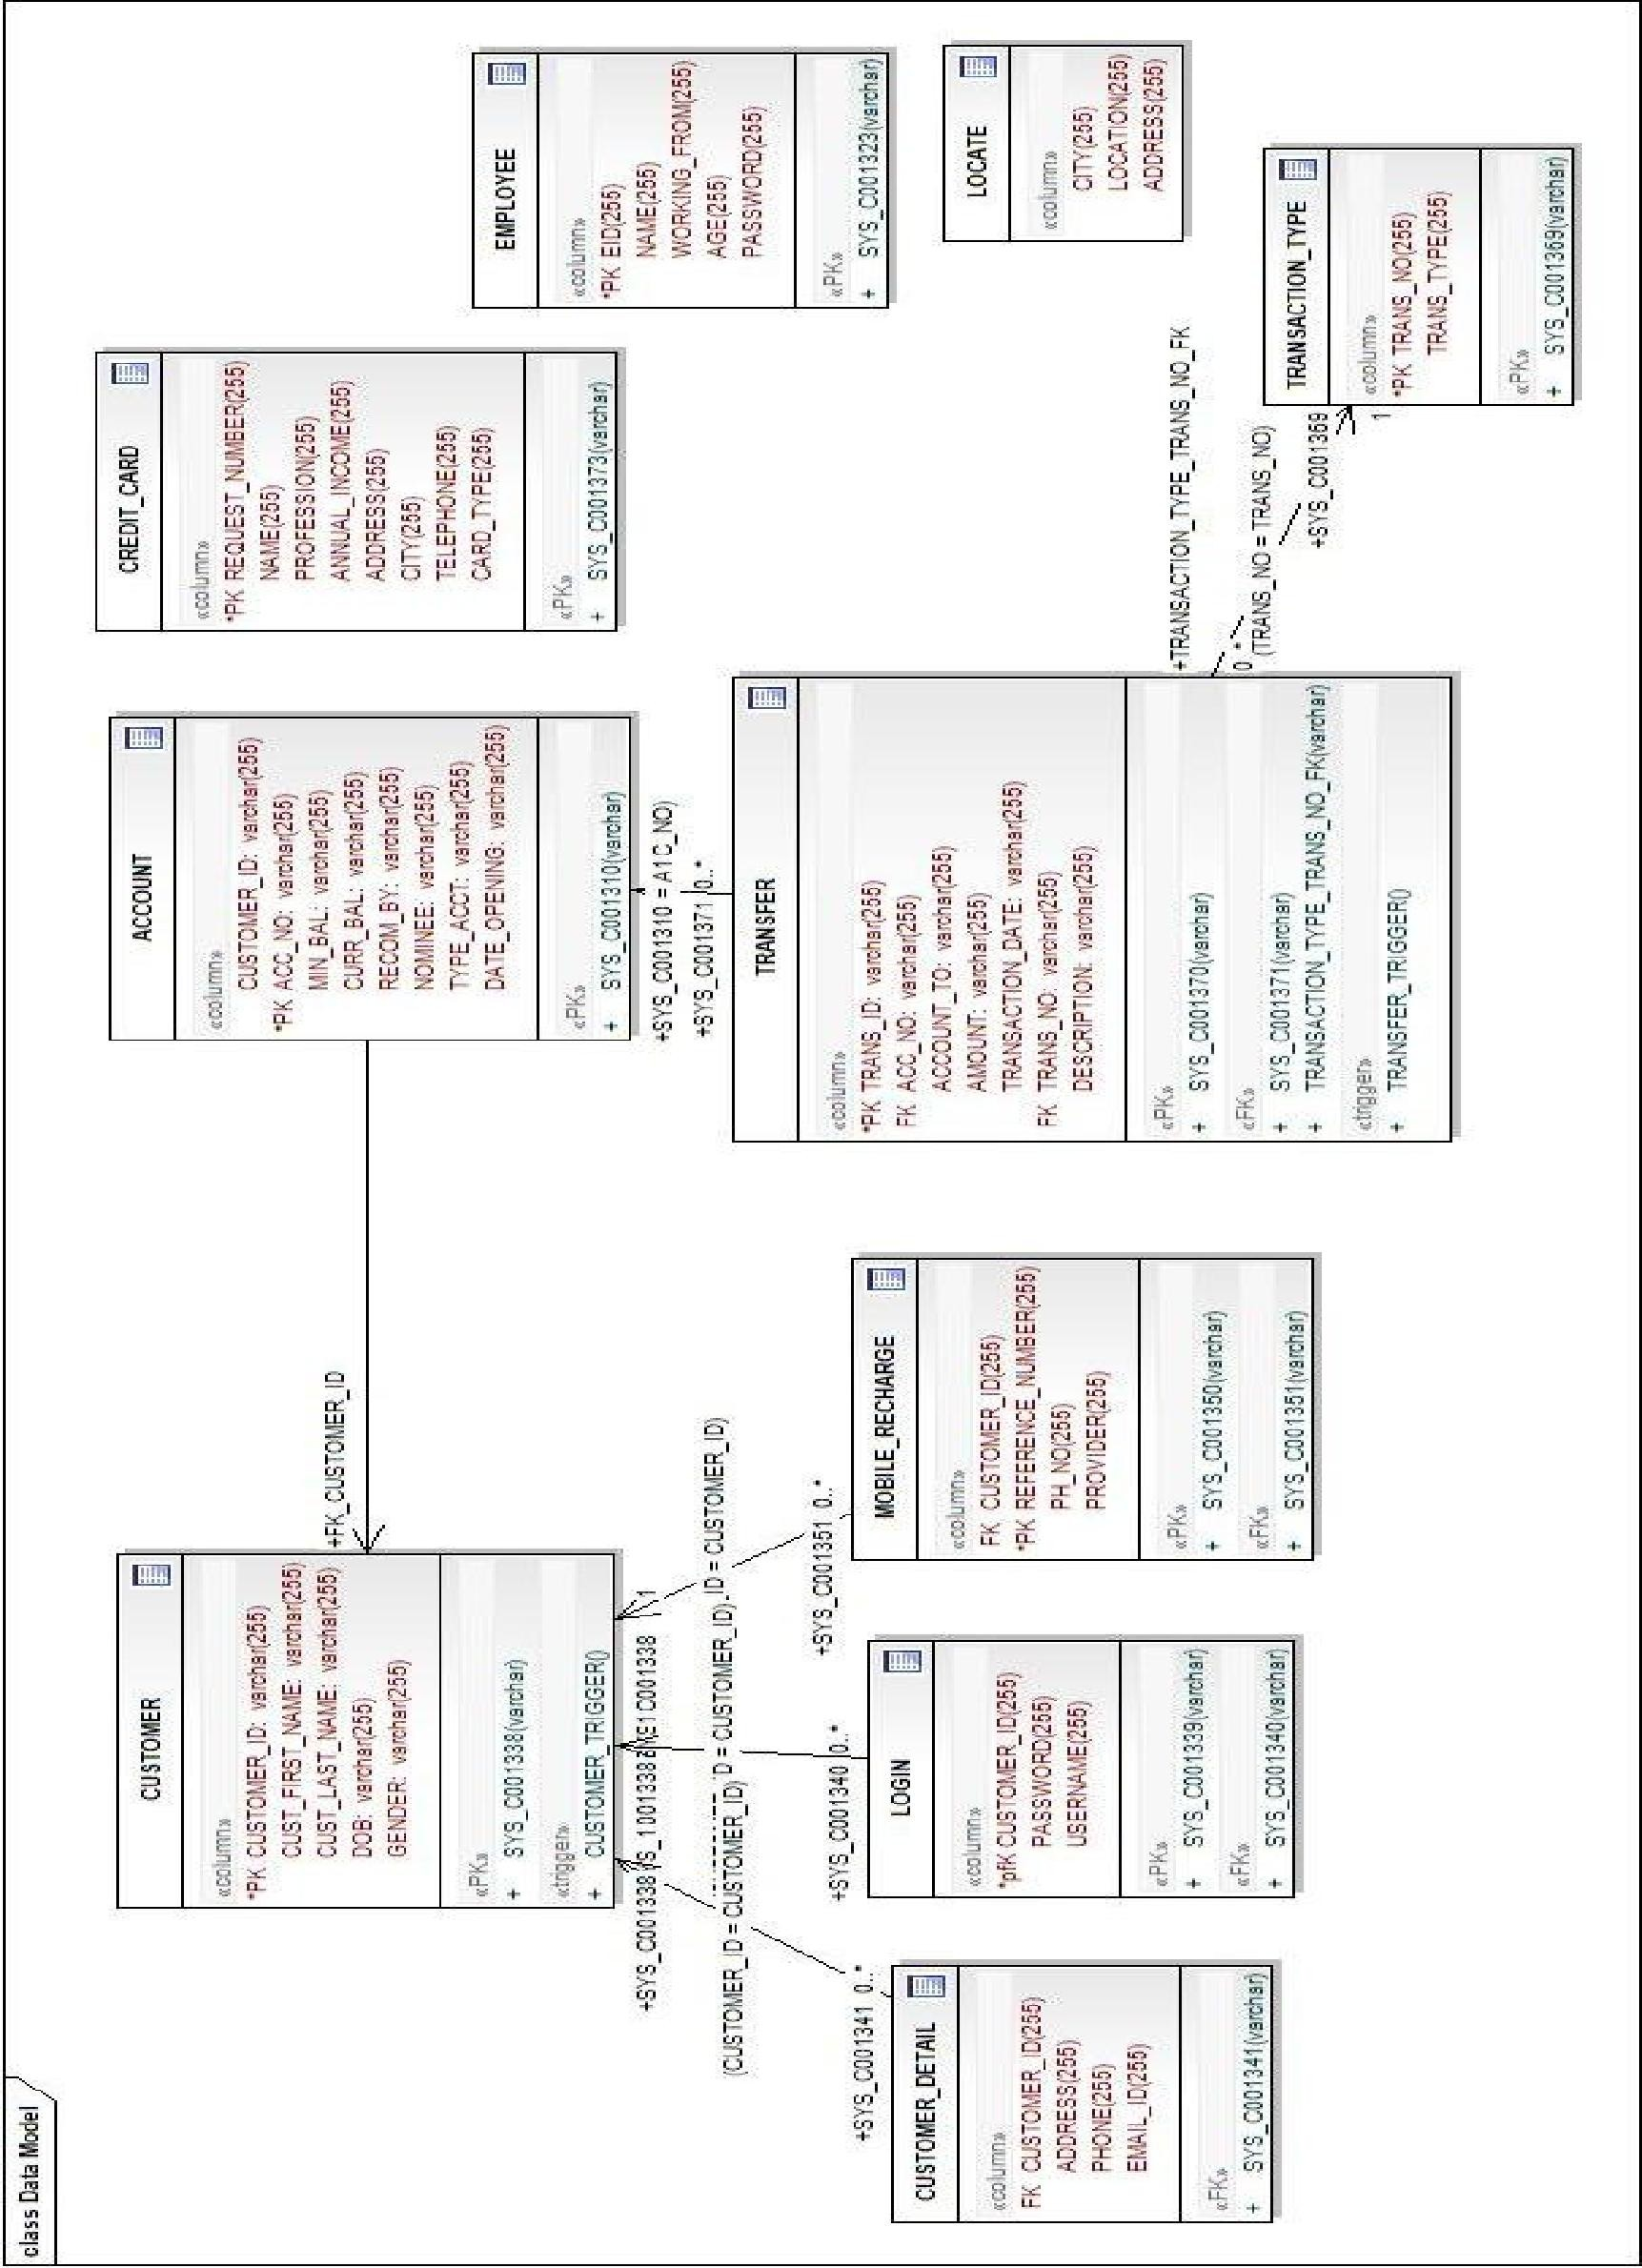 class Data Model
CUSTOMER
«column»
*PK CUSTOMER_ID: varchar(255)
CUST_FIRST_NAME: varchar(255)
CUST_LAST_NAME: varchar(255)
DOB: varchar(255)
GENDER: varchar(255)
«PK»
+ SYS_C001338(varchar)
«trigger»
+ CUSTOMER_TRIGGER()
+FK_CUSTOMER_ID
ACCOUNT
«column»
CUSTOMER_ID: varchar(255)
*PK ACC_NO: varchar(255)
MIN_BAL: varchar(255)
CURR_BAL: varchar(255)
RECOM_BY: varchar(255)
NOMINEE: varchar(255)
TYPE_ACCT: varchar(255)
DATE_OPENING: varchar(255)
«PK»
+ SYS_C001310(varchar)
CREDIT_CARD
«column»
*PK REQUEST_NUMBER(255)
NAME(255)
PROFESSION(255)
ANNUAL_INCOME(255)
ADDRESS(255)
CITY(255)
TELEPHONE(255)
CARD_TYPE(255)
«PK»
+ SYS_C001373(varchar)
EMPLOYEE
«column»
*PK EID(255)
NAME(255)
WORKING_FROM(255)
AGE(255)
PASSWORD(255)
«PK»
+ SYS_C001323(varchar)
+SYS_C001338
1
(CUSTOMER_ID = CUSTOMER_ID)
ID = CUSTOMER_ID)
+SYS_C001310 = A1C_NO)
+SYS_C001371 0..*
+SYS_C001341 0..*
+SYS_C001340 0..*
+SYS_C001351 0..*
CUSTOMER_DETAIL
«column»
FK CUSTOMER_ID(255)
ADDRESS(255)
PHONE(255)
EMAIL_ID(255)
«FK»
+ SYS_C001341(varchar)
LOGIN
«column»
*pfK CUSTOMER_ID(255)
PASSWORD(255)
USERNAME(255)
«PK»
+ SYS_C001339(varchar)
«FK»
+ SYS_C001340(varchar)
MOBILE_RECHARGE
«column»
FK CUSTOMER_ID(255)
*PK REFERENCE_NUMBER(255)
PH_NO(255)
PROVIDER(255)
«PK»
+ SYS_C001350(varchar)
«FK»
+ SYS_C001351(varchar)
TRANSFER
«column»
*PK TRANS_ID: varchar(255)
FK ACC_NO: varchar(255)
ACCOUNT_TO: varchar(255)
AMOUNT: varchar(255)
TRANSACTION_DATE: varchar(255)
FK TRANS_NO: varchar(255)
DESCRIPTION: varchar(255)
«PK»
+ SYS_C001370(varchar)
«FK»
+ SYS_C001371(varchar)
+ TRANSACTION_TYPE_TRANS_NO_FK(varchar)
«trigger»
+ TRANSFER_TRIGGER()
LOCATE
«column»
CITY(255)
LOCATION(255)
ADDRESS(255)
+TRANSACTION_TYPE_TRANS_NO_FK
0..*
(TRANS_NO = TRANS_NO)
+SYS_C001369
1
TRANSACTION_TYPE
«column»
*PK TRANS_NO(255)
TRANS_TYPE(255)
«PK»
+ SYS_C001369(varchar)